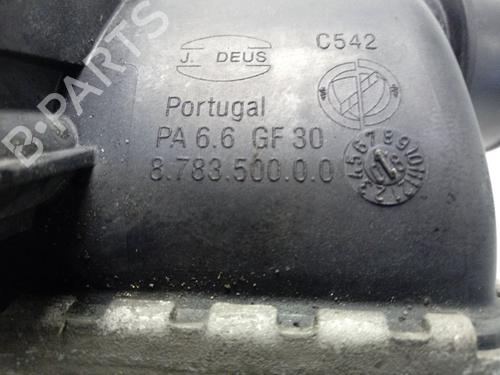 J. DEUS
C542
Portugal
PA 6.6 GF 30
8.783.500.0.0
B-PARTS